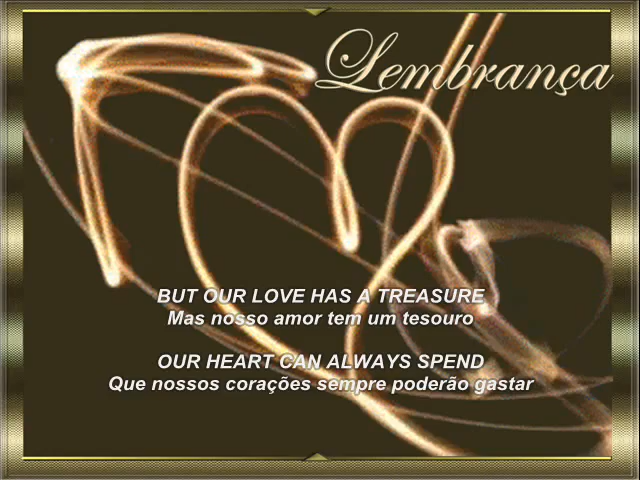 Lembrança
BUT OUR LOVE HAS A TREASURE
Mas nosso amor tem um tesouro
OUR HEART CAN ALWAYS SPEND
Que nossos corações sempre poderão gastar